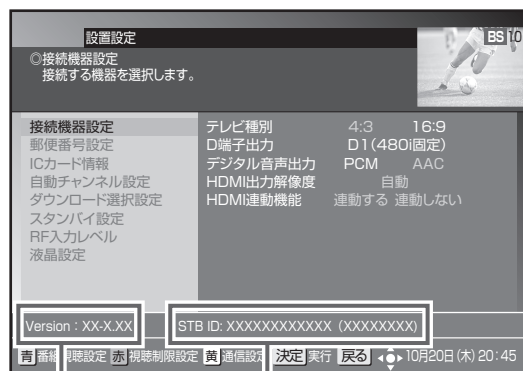 設置設定
BS 10
◎接続機器設定
接続する機器を選択します。
接続機器設定
郵便番号設定
ICカード情報
自動チャンネル設定
ダウンロード選択設定
スタンバイ設定
RF入力レベル
液晶設定
テレビ種別 4:3 16:9
D端子出力 D1(480i固定)
デジタル音声出力 PCM AAC
HDMI出力解像度 自動
HDMI連動機能 連動する 連動しない
Version : XX-X.XX
STB ID: XXXXXXXXXXXX (XXXXXXXX)
青 番組 視聴設定 赤 視聴制限設定 黄 通信設定 決定 実行 戻る 10月20日(木) 20:45